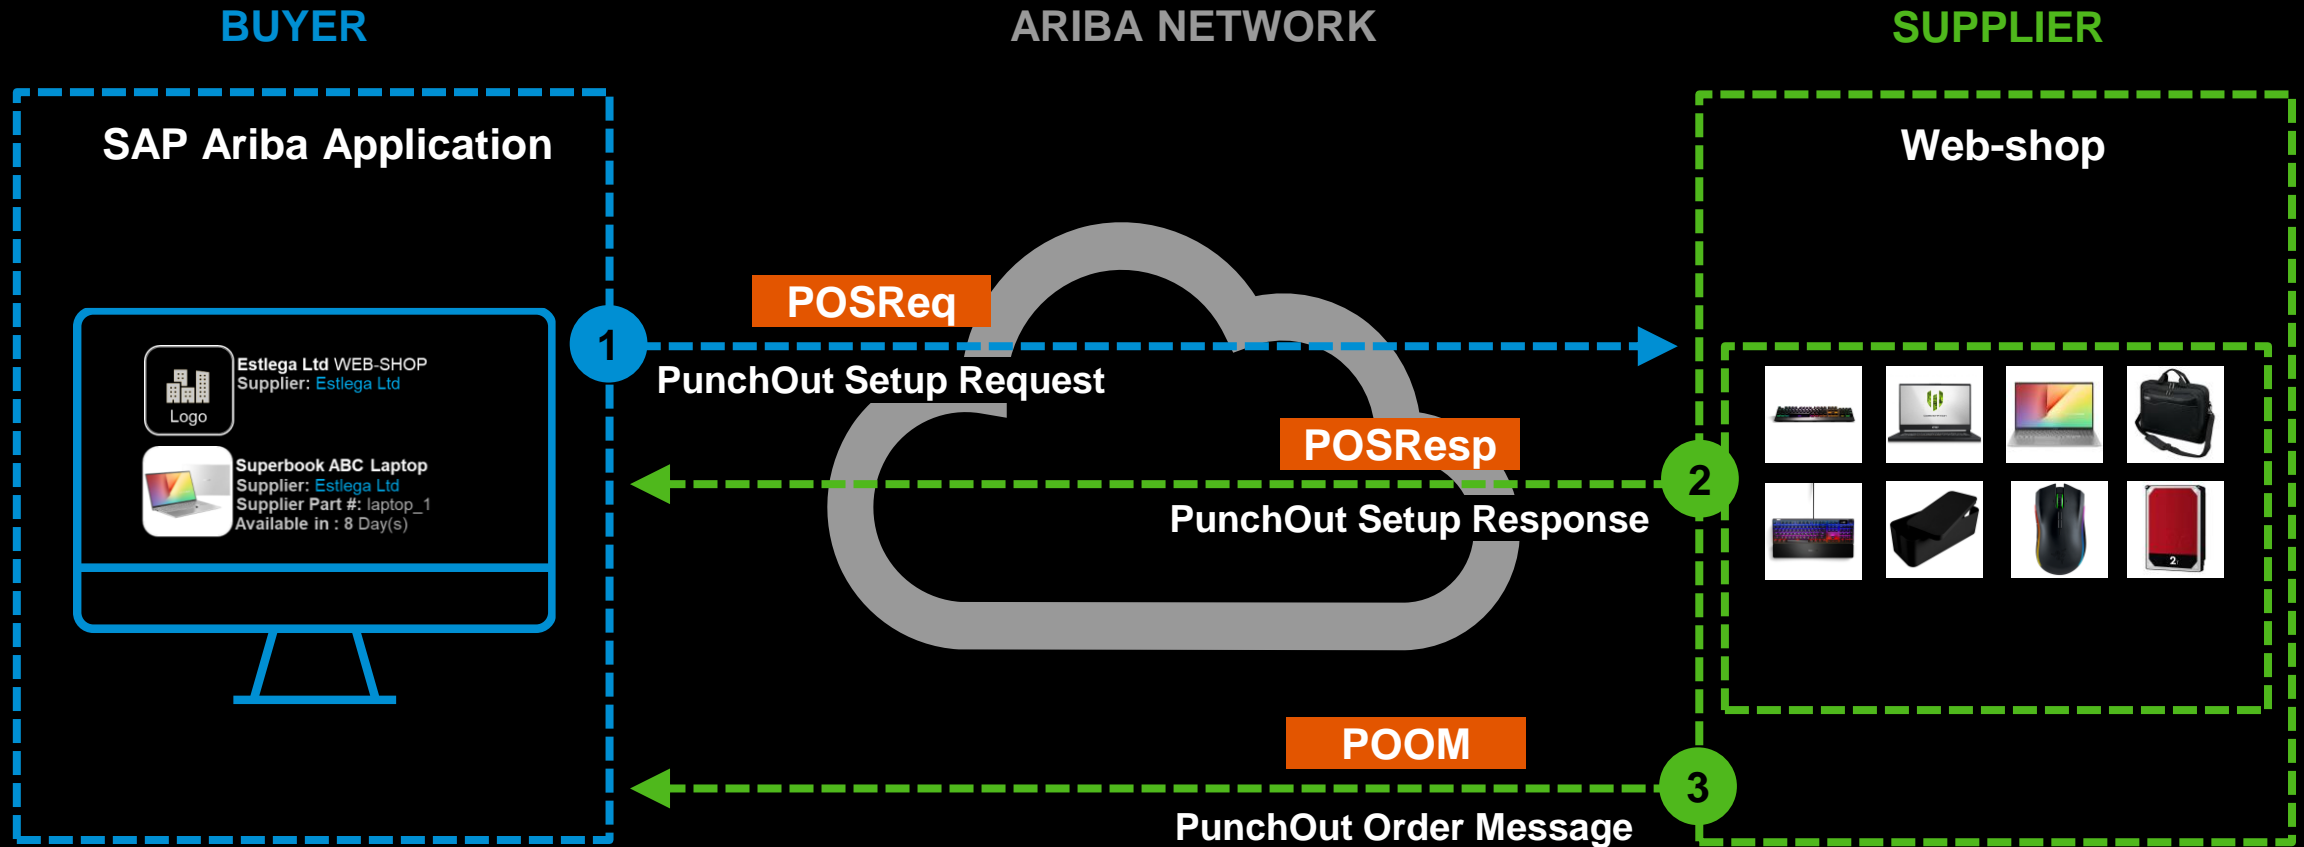 BUYER
ARIBA NETWORK
SUPPLIER
SAP Ariba Application
Web-shop
POSReq
1
PunchOut Setup Request
Estlega Ltd WEB-SHOP
Supplier: Estlega Ltd
Logo
Superbook ABC Laptop
Supplier: Estlega Ltd
Supplier Part #: laptop_1
Available in : 8 Day(s)
POSResp
2
PunchOut Setup Response
POOM
3
PunchOut Order Message